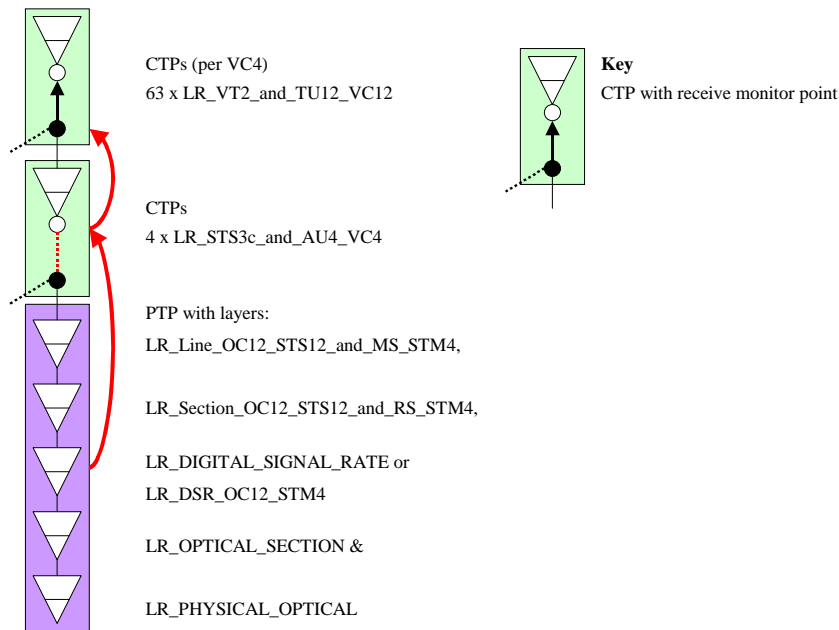 CTPs (per VC4)
63 x LR_VT2_and_TU12_VC12
Key
CTP with receive monitor point
CTPs
4 x LR_STS3c_and_AU4_VC4
PTP with layers:
LR_Line_OC12_STS12_and_MS_STM4,
LR_Section_OC12_STS12_and_RS_STM4,
LR_DIGITAL_SIGNAL_RATE or
LR_DSR_OC12_STM4
LR_OPTICAL_SECTION &
LR_PHYSICAL_OPTICAL